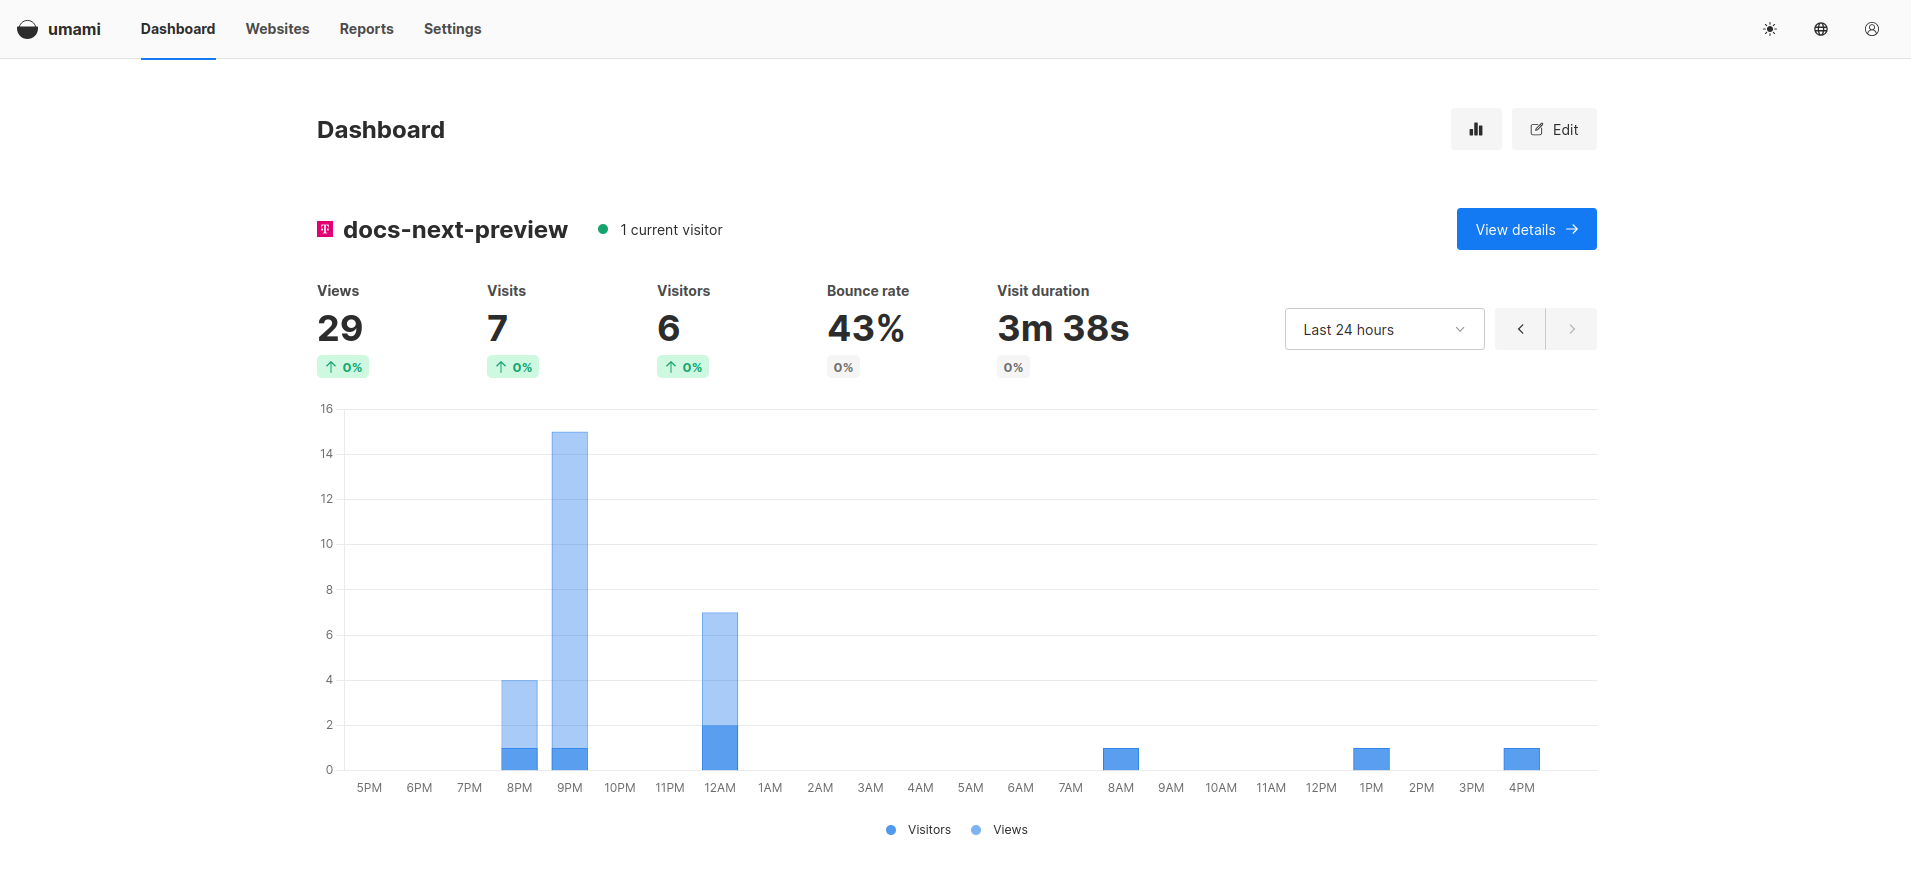 umami Dashboard Websites Reports Settings
Dashboard
Edit
T docs-next-preview 1 current visitor View details
Views Visits Visitors Bounce rate Visit duration
29 7 6 43% 3m 38s
Last 24 hours
0% 0% 0% 0% 0%
16
14
12
10
8
6
4
2
0
5PM 6PM 7PM 8PM 9PM 10PM 11PM 12AM 1AM 2AM 3AM 4AM 5AM 6AM 7AM 8AM 9AM 10AM 11AM 12PM 1PM 2PM 3PM 4PM
Visitors Views